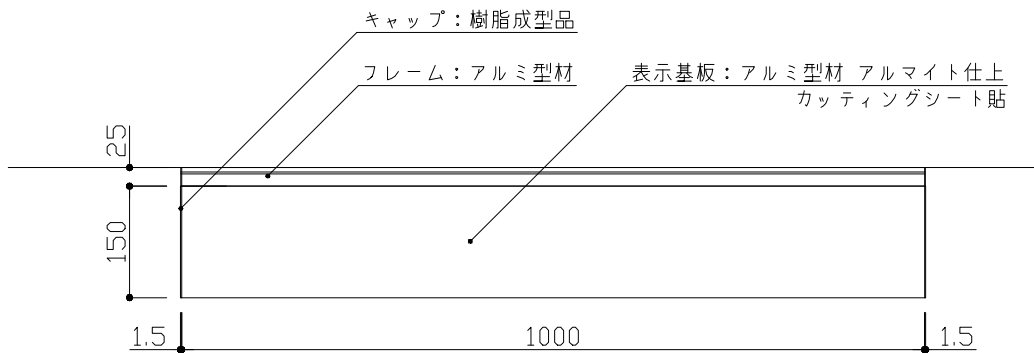 キャップ：樹脂成型品
フレーム：アルミ型材
表示基板：アルミ型材 アルマイト仕上
カッティングシート貼
25
150
1.5
1000
1.5